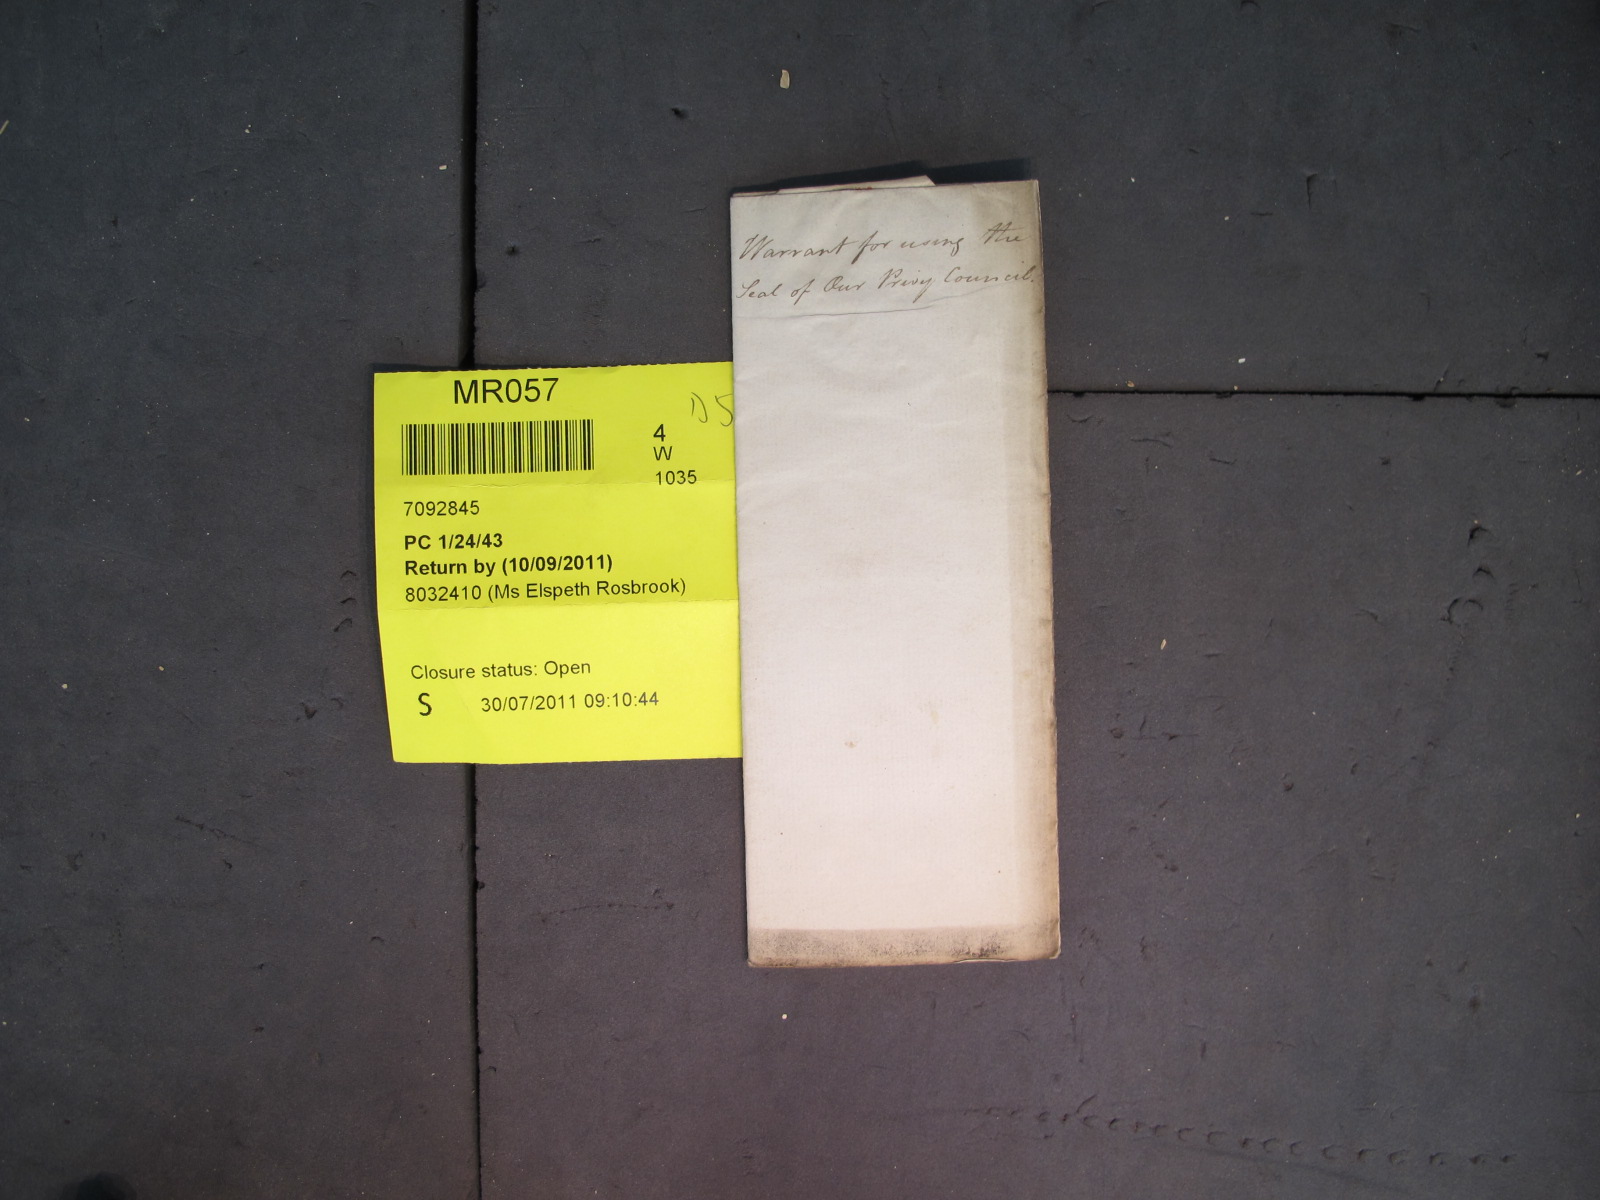 Warrant for using the
Seal of Our Privy Council.
MR057
D5
4
W
1035
7092845
PC 1/24/43
Return by (10/09/2011)
8032410 (Ms Elspeth Rosbrook)
Closure status: Open
S 30/07/2011 09:10:44